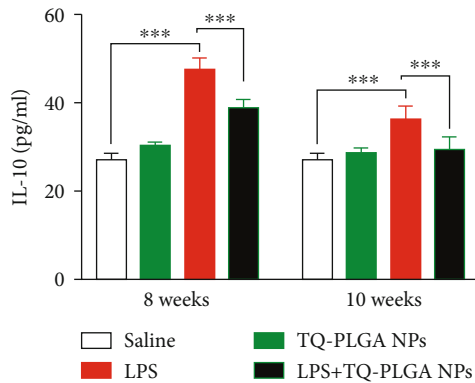 60
40
20
0
IL-10 (pg/ml)
*** ***
*** ***
8 weeks 10 weeks
Saline TQ-PLGA NPs
LPS LPS+TQ-PLGA NPs